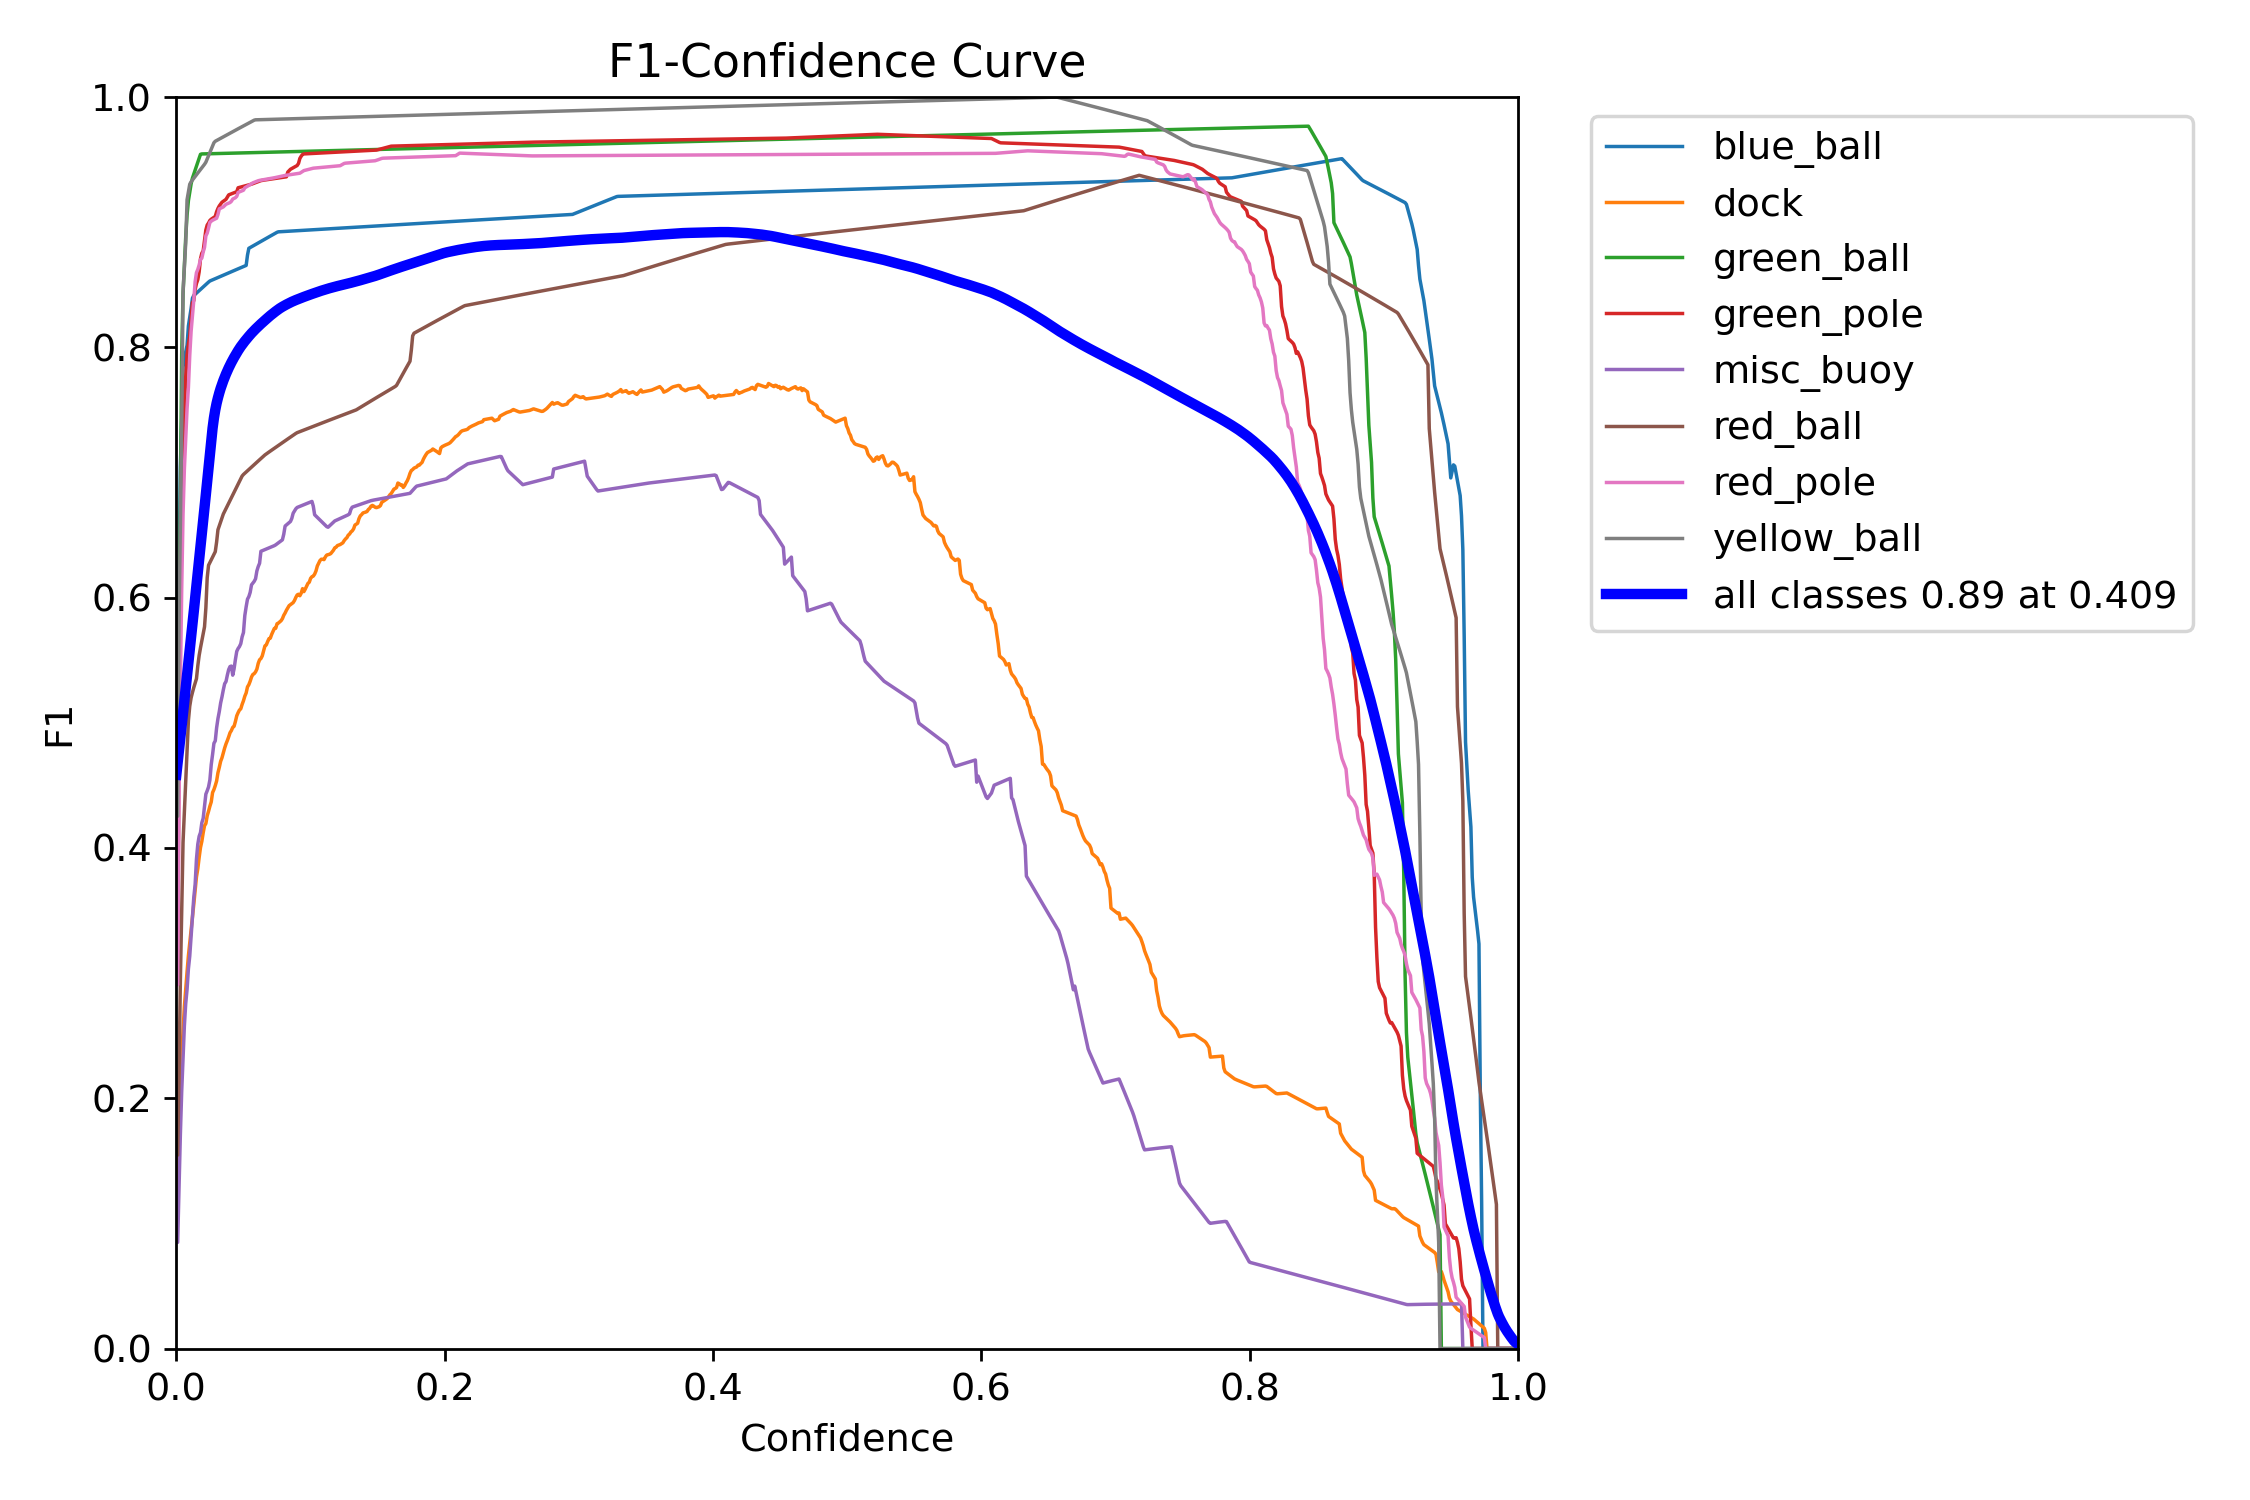 F1-Confidence Curve
1.0
0.8
0.6
0.4
0.2
0.0
F1
0.0 0.2 0.4 0.6 0.8 1.0
Confidence
blue_ball
dock
green_ball
green_pole
misc_buoy
red_ball
red_pole
yellow_ball
all classes 0.89 at 0.409